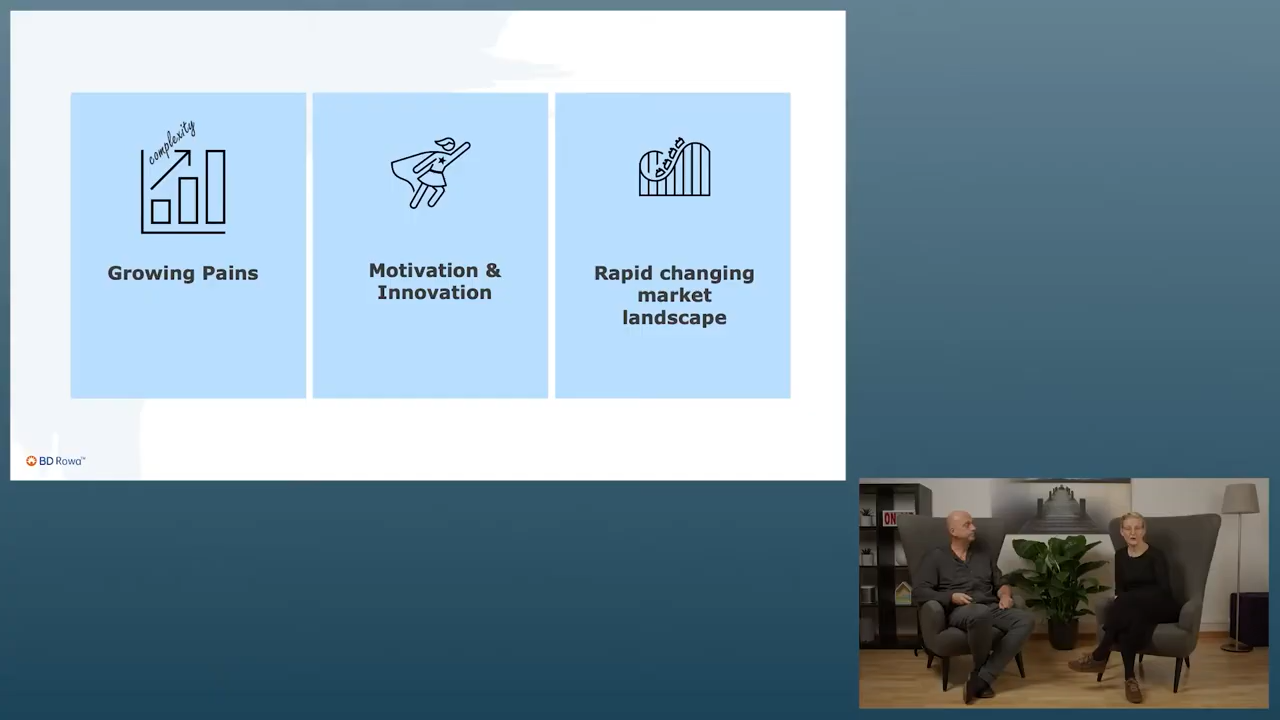 complexity
Growing Pains
Motivation &
Innovation
Rapid changing
market
landscape
BD Rowa™
ON